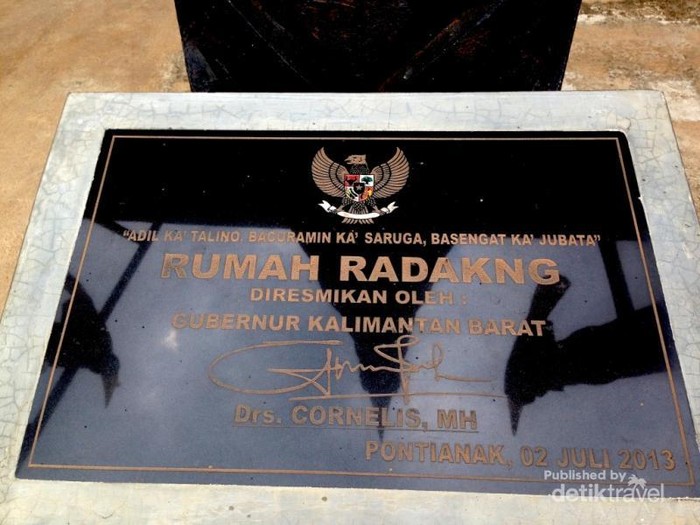 "ADIL KA' TALINO. BACURAMIN KA' SARUGA, BASENGAT KA' JUBATA"
RUMAH RADAKNG
DIRESMIKAN OLEH :
GUBERNUR KALIMANTAN BARAT
Drs. CORNELIS, MH
PONTIANAK, 02 JULI 2013
Published by
detiktravel